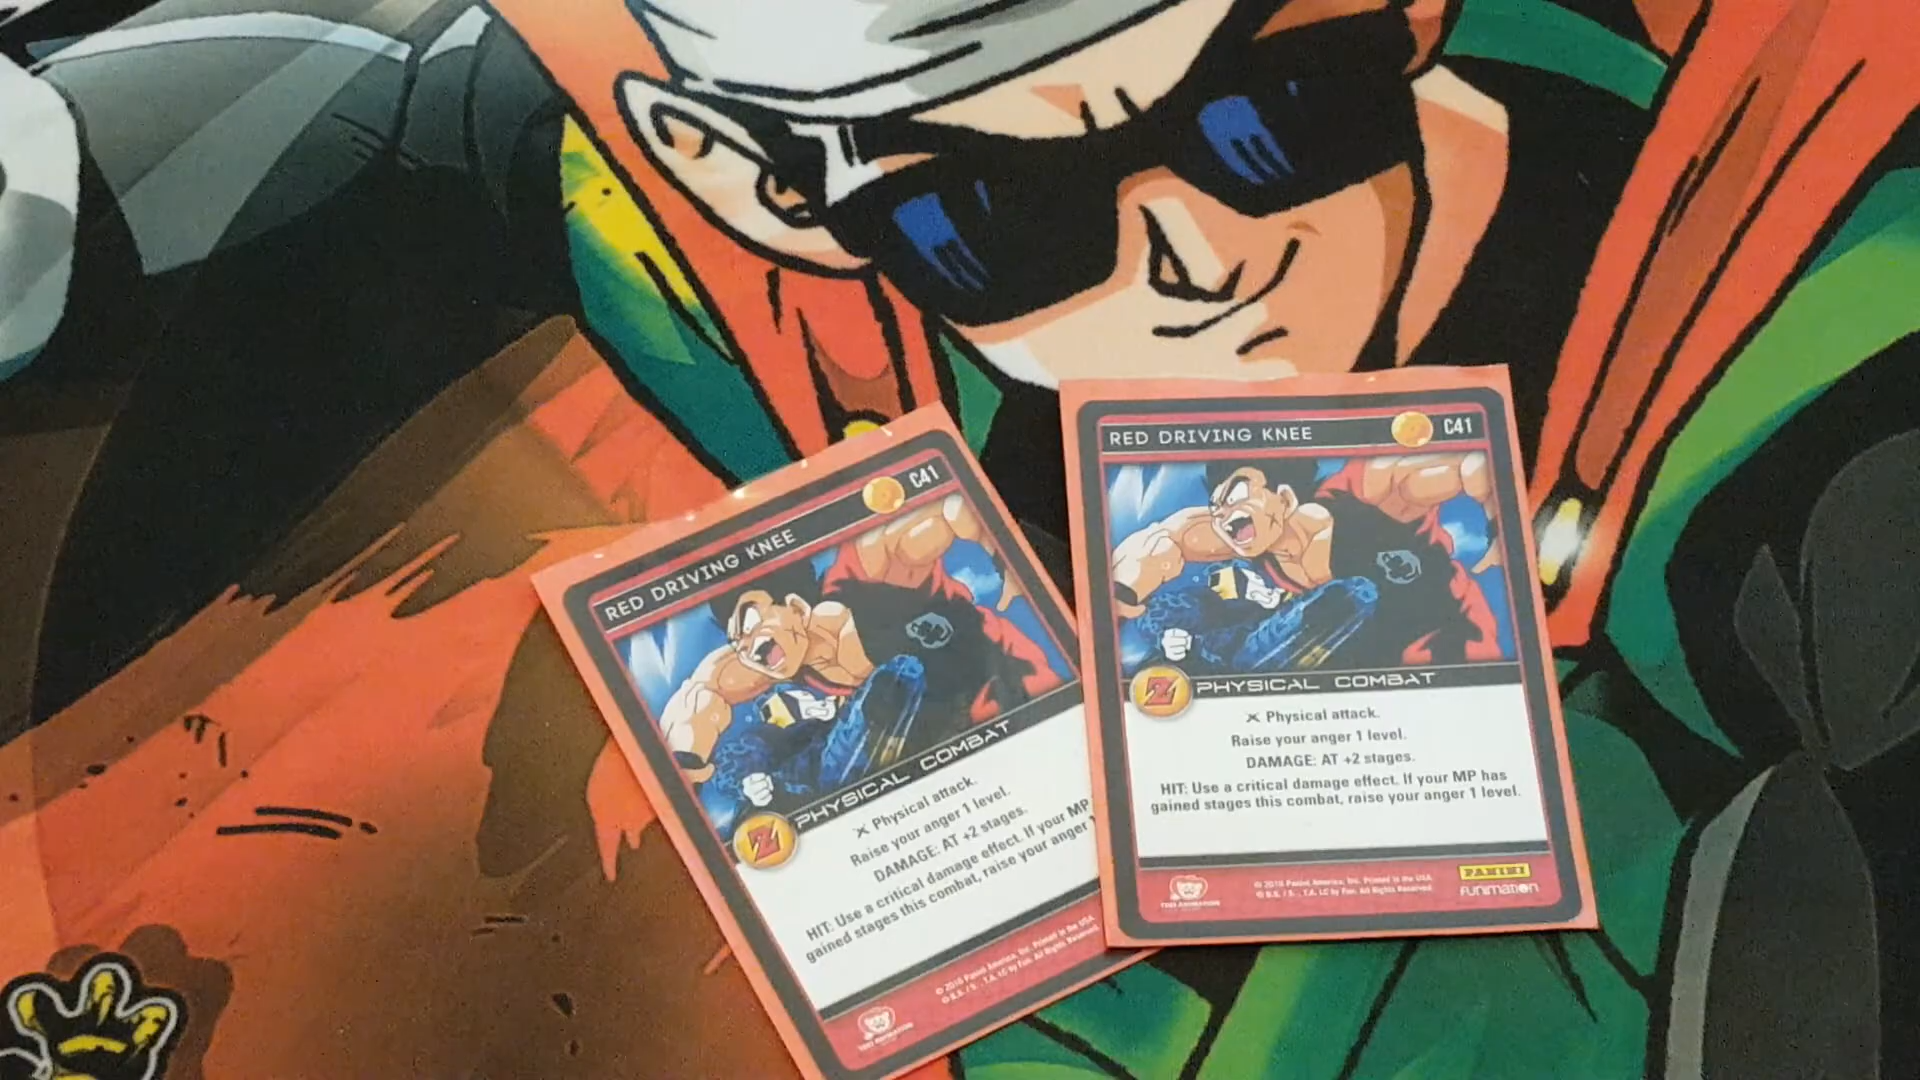 RED DRIVING KNEE C41
PHYSICAL COMBAT
Physical attack.
Raise your anger 1 level.
DAMAGE: AT +2 stages.
HIT: Use a critical damage effect. If your MP
gained stages this combat, raise your anger 1
© 2016 Panini America, Inc. Printed in the USA.
© B.S. / S. , T.A. LC by Fun. All Rights Reserved.
TOEI ANIMATION
RED DRIVING KNEE C41
PHYSICAL COMBAT
Physical attack.
Raise your anger 1 level.
DAMAGE: AT +2 stages.
HIT: Use a critical damage effect. If your MP has
gained stages this combat, raise your anger 1 level.
PANINI
© 2016 Panini America, Inc. Printed in the USA.
© B.S. / S. , T.A. LC by Fun. All Rights Reserved.
FUNIMATION
TOEI ANIMATION